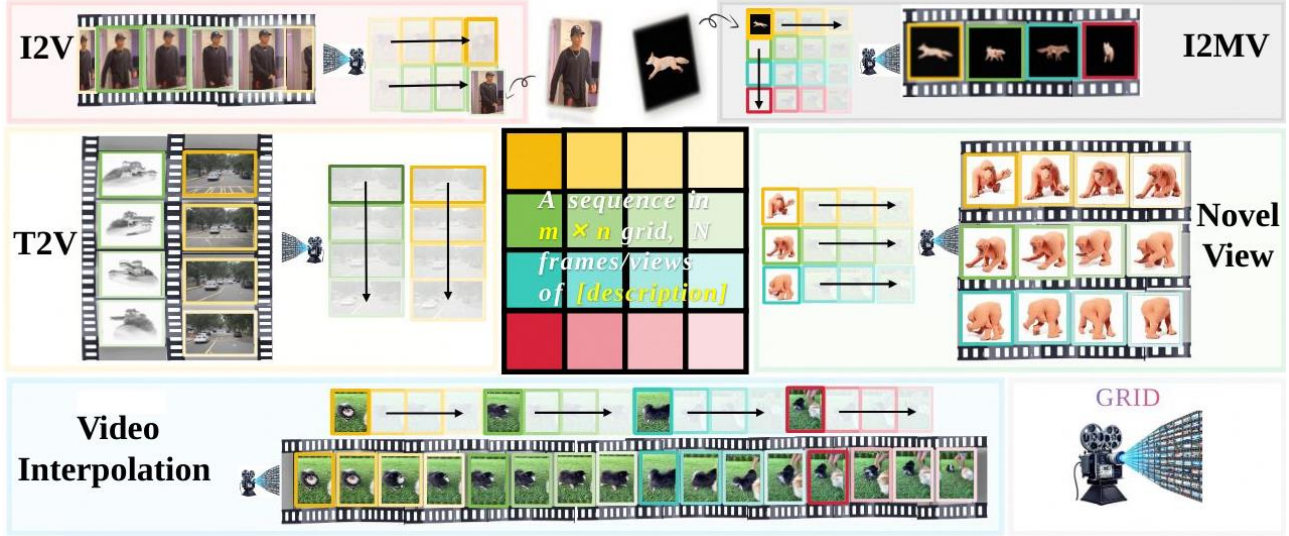 I2V
I2MV
T2V
A sequence in
m × n grid, N
frames/views
of [description]
Novel
View
Video
Interpolation
GRID